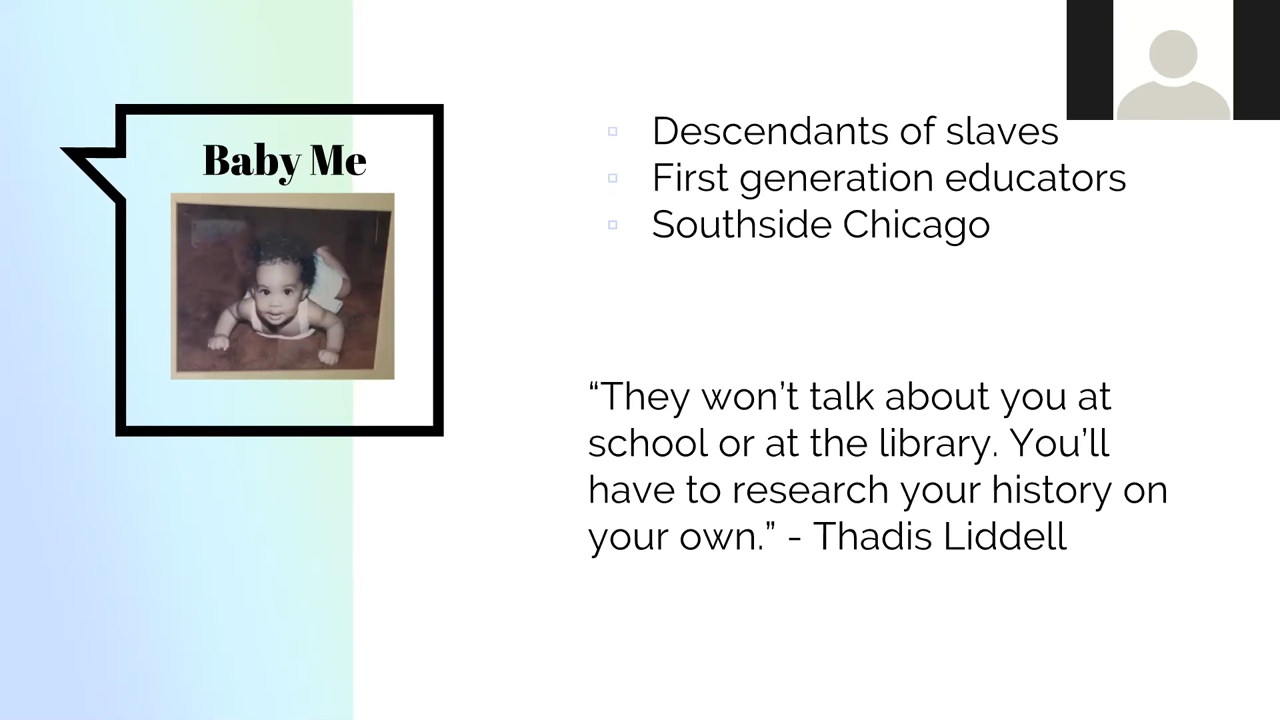 Baby Me
Descendants of slaves
First generation educators
Southside Chicago
“They won’t talk about you at
school or at the library. You’ll
have to research your history on
your own.” - Thadis Liddell